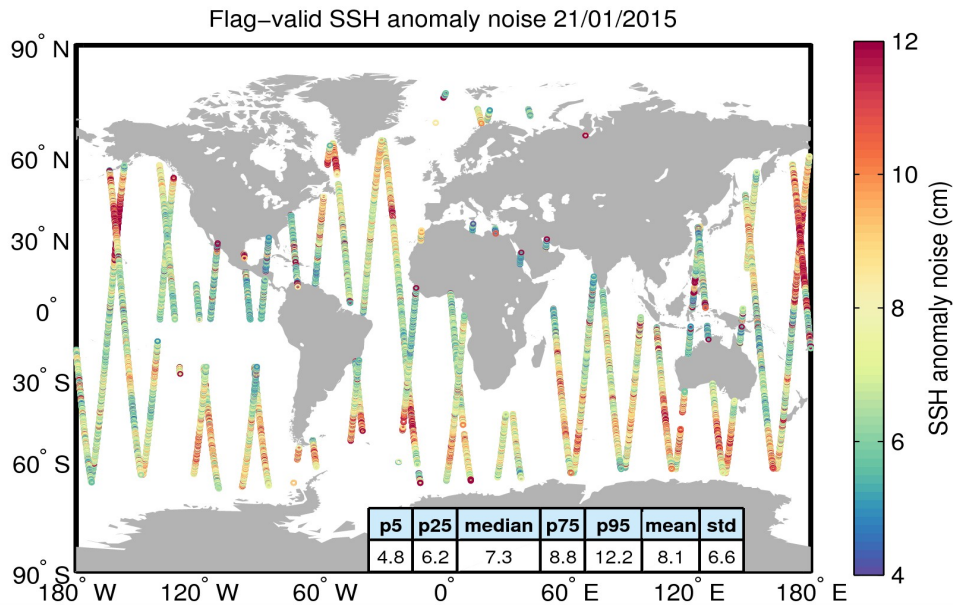 Flag−valid SSH anomaly noise 21/01/2015
90° N
60° N
30° N
0°
30° S
60° S
90° S
180° W
120° W
60° W
0°
60° E
120° E
180° E
p5 p25 median p75 p95 mean std
4.8 6.2 7.3 8.8 12.2 8.1 6.6
12
10
8
6
4
SSH anomaly noise (cm)